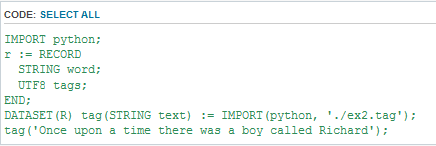 CODE: SELECT ALL
IMPORT python;
r := RECORD
  STRING word;
  UTF8 tags;
END;
DATASET(R) tag(STRING text) := IMPORT(python, './ex2.tag');
tag('Once upon a time there was a boy called Richard');